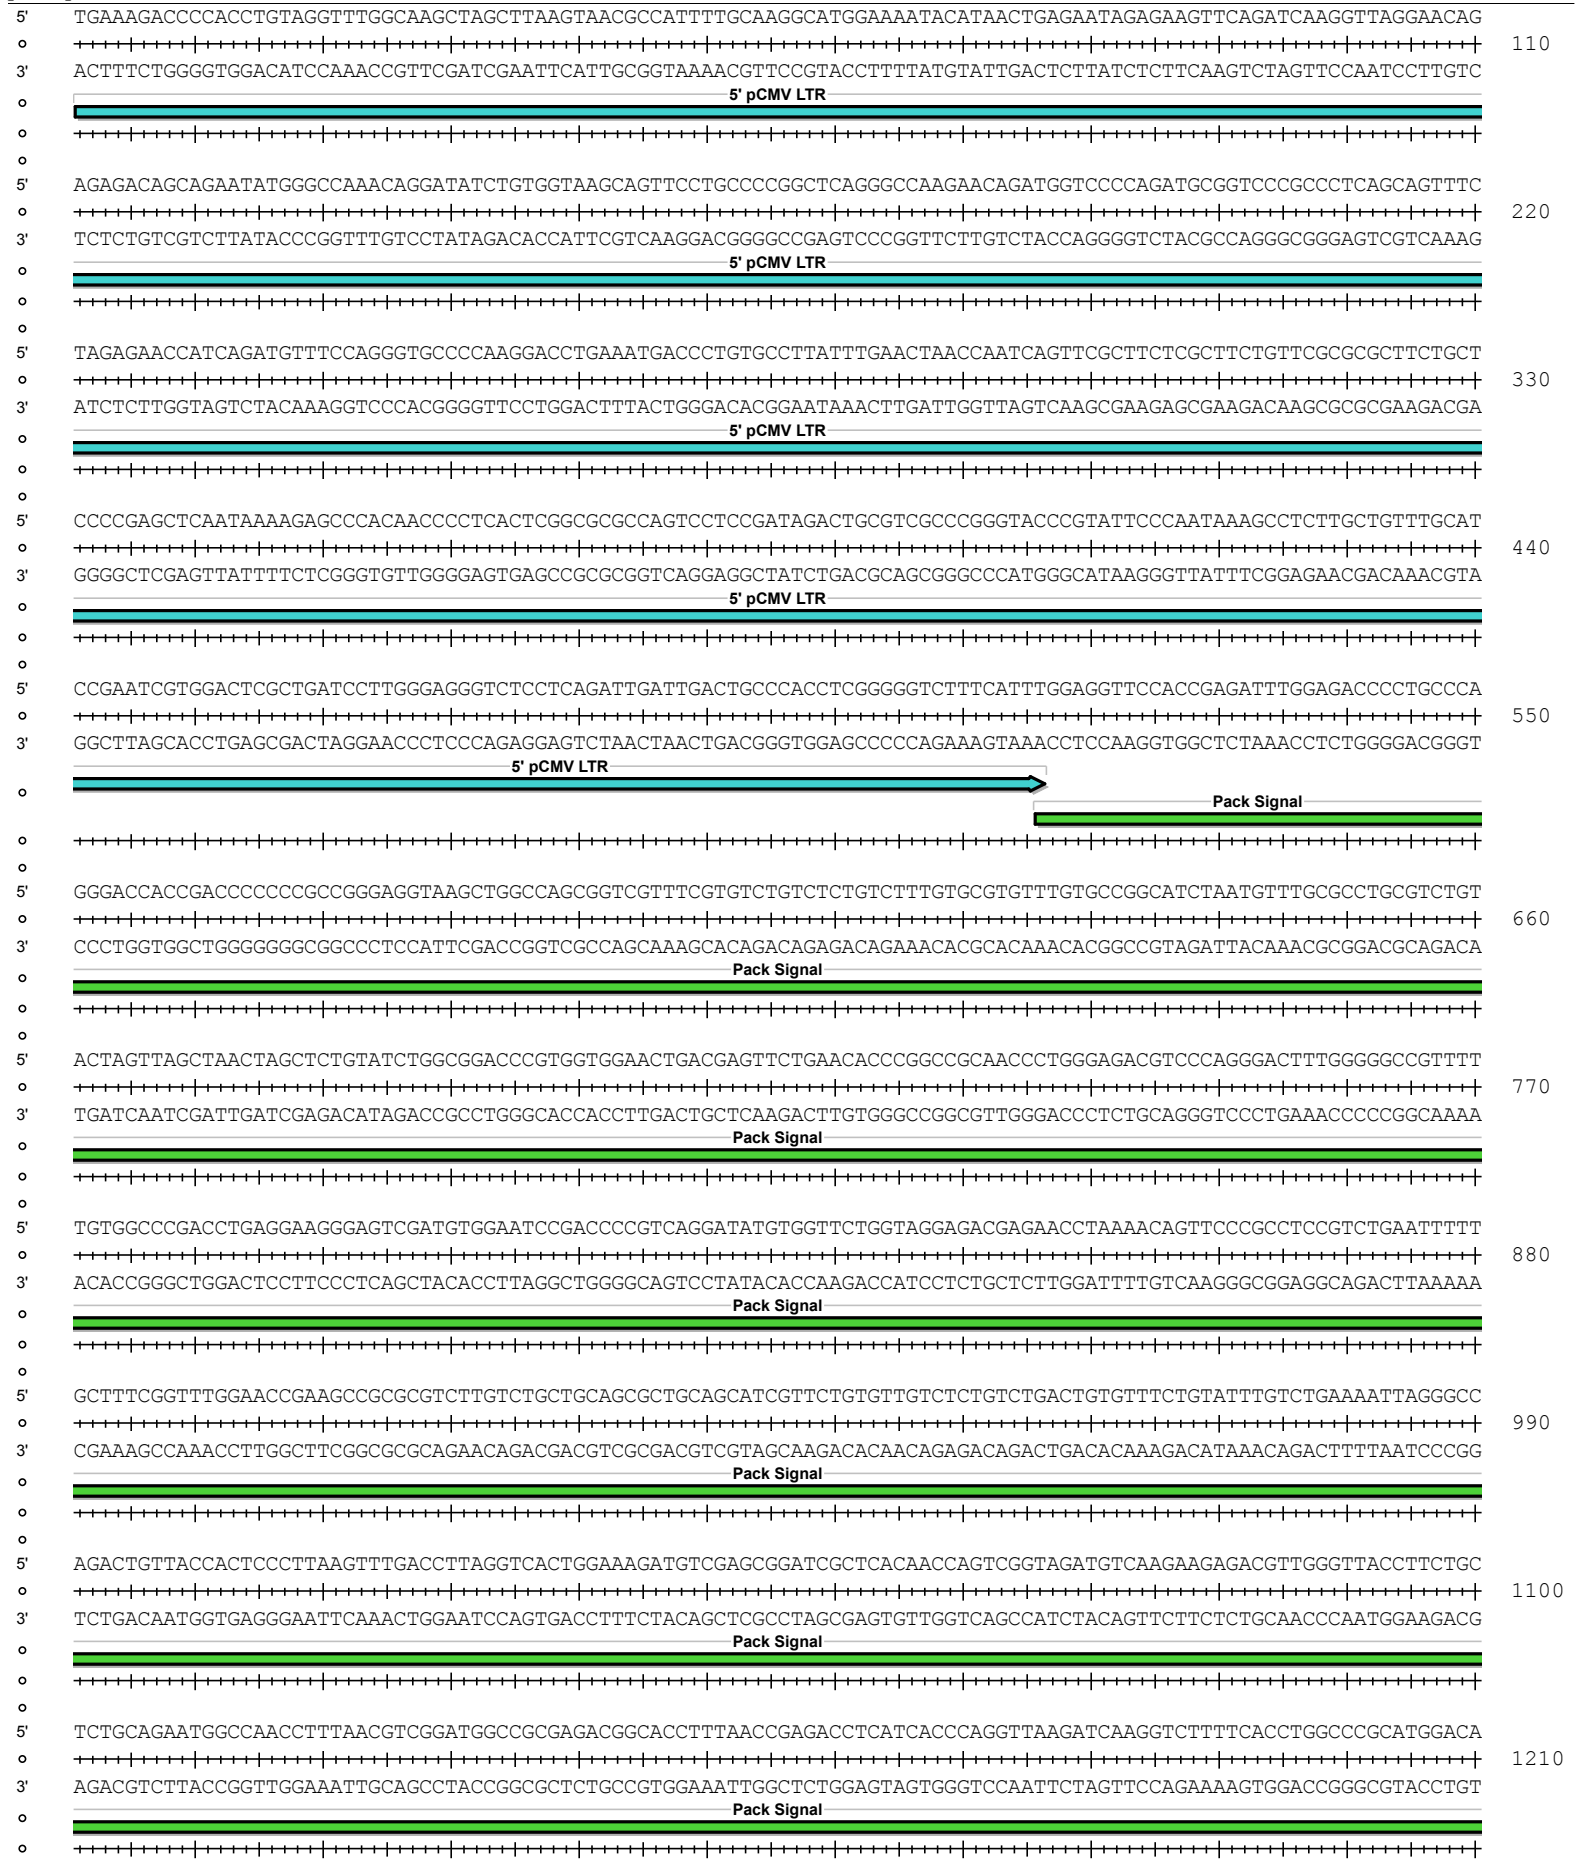 5' TGAAAGACCCCACCTGTAGGTTTGGCAAGCTAGCTTAAGTAACGCCATTTTGCAAGGCATGGAAAATACATAACTGAGAATAGAGAAGTTCAGATCAAGGTTAGGAACAG
110
3' ACTTTCTGGGGTGGACATCCAAACCGTTCGATCGAATTCATTGCGGTAAAACGTTCCGTACCTTTTATGTATTGACTCTTATCTCTTCAAGTCTAGTTCCAATCCTTGTC
5' pCMV LTR
5' AGAGACAGCAGAATATGGGCCAAACAGGATATCTGTGGTAAGCAGTTCCTGCCCCGGCTCAGGGCCAAGAACAGATGGTCCCCAGATGCGGTCCCGCCCTCAGCAGTTTC
220
3' TCTCTGTCGTCTTATACCCGGTTTGTCCTATAGACACCATTCGTCAAGGACGGGGCCGAGTCCCGGTTCTTGTCTACCAGGGGTCTACGCCAGGGCGGGAGTCGTCAAAG
5' pCMV LTR
5' TAGAGAACCATCAGATGTTTCCAGGGTGCCCCAAGGACCTGAAATGACCCTGTGCCTTATTTGAACTAACCAATCAGTTCGCTTCTCGCTTCTGTTCGCGCGCTTCTGCT
330
3' ATCTCTTGGTAGTCTACAAAGGTCCCACGGGGTTCCTGGACTTTACTGGGACACGGAATAAACTTGATTGGTTAGTCAAGCGAAGAGCGAAGACAAGCGCGCGAAGACGA
5' pCMV LTR
5' CCCCGAGCTCAATAAAAGAGCCCACAACCCCTCACTCGGCGCGCCAGTCCTCCGATAGACTGCGTCGCCCGGGTACCCGTATTCCCAATAAAGCCTCTTGCTGTTTGCAT
440
3' GGGGCTCGAGTTATTTTCTCGGGTGTTGGGGAGTGAGCCGCGCGGTCAGGAGGCTATCTGACGCAGCGGGCCCATGGGCATAAGGGTTATTTCGGAGAACGACAAACGTA
5' pCMV LTR
5' CCGAATCGTGGACTCGCTGATCCTTGGGAGGGTCTCCTCAGATTGATTGACTGCCCACCTCGGGGGTCTTTCATTTGGAGGTTCCACCGAGATTTGGAGACCCCTGCCCA
550
3' GGCTTAGCACCTGAGCGACTAGGAACCCTCCCAGAGGAGTCTAACTAACTGACGGGTGGAGCCCCCAGAAAGTAAACCTCCAAGGTGGCTCTAAACCTCTGGGGACGGGT
5' pCMV LTR
Pack Signal
5' GGGACCACCGACCCCCCCGCCGGGAGGTAAGCTGGCCAGCGGTCGTTTCGTGTCTGTCTCTGTCTTTGTGCGTGTTTGTGCCGGCATCTAATGTTTGCGCCTGCGTCTGT
660
3' CCCTGGTGGCTGGGGGGGCGGCCCTCCATTCGACCGGTCGCCAGCAAAGCACAGACAGAGACAGAAACACGCACAAACACGGCCGTAGATTACAAACGCGGACGCAGACA
Pack Signal
5' ACTAGTTAGCTAACTAGCTCTGTATCTGGCGGACCCGTGGTGGAACTGACGAGTTCTGAACACCCGGCCGCAACCCTGGGAGACGTCCCAGGGACTTTGGGGGCCGTTTT
770
3' TGATCAATCGATTGATCGAGACATAGACCGCCTGGGCACCACCTTGACTGCTCAAGACTTGTGGGCCGGCGTTGGGACCCTCTGCAGGGTCCCTGAAACCCCCGGCAAAA
Pack Signal
5' TGTGGCCCGACCTGAGGAAGGGAGTCGATGTGGAATCCGACCCCGTCAGGATATGTGGTTCTGGTAGGAGACGAGAACCTAAAACAGTTCCCGCCTCCGTCTGAATTTTT
880
3' ACACCGGGCTGGACTCCTTCCCTCAGCTACACCTTAGGCTGGGGCAGTCCTATACACCAAGACCATCCTCTGCTCTTGGATTTTGTCAAGGGCGGAGGCAGACTTAAAAA
Pack Signal
5' GCTTTCGGTTTGGAACCGAAGCCGCGCGTCTTGTCTGCTGCAGCGCTGCAGCATCGTTCTGTGTTGTCTCTGTCTGACTGTGTTTCTGTATTTGTCTGAAAATTAGGGCC
990
3' CGAAAGCCAAACCTTGGCTTCGGCGCGCAGAACAGACGACGTCGCGACGTCGTAGCAAGACACAACAGAGACAGACTGACACAAAGACATAAACAGACTTTTAATCCCGG
Pack Signal
5' AGACTGTTACCACTCCCTTAAGTTTGACCTTAGGTCACTGGAAAGATGTCGAGCGGATCGCTCACAACCAGTCGGTAGATGTCAAGAAGAGACGTTGGGTTACCTTCTGC
1100
3' TCTGACAATGGTGAGGGAATTCAAACTGGAATCCAGTGACCTTTCTACAGCTCGCCTAGCGAGTGTTGGTCAGCCATCTACAGTTCTTCTCTGCAACCCAATGGAAGACG
Pack Signal
5' TCTGCAGAATGGCCAACCTTTAACGTCGGATGGCCGCGAGACGGCACCTTTAACCGAGACCTCATCACCCAGGTTAAGATCAAGGTCTTTTCACCTGGCCCGCATGGACA
1210
3' AGACGTCTTACCGGTTGGAAATTGCAGCCTACCGGCGCTCTGCCGTGGAAATTGGCTCTGGAGTAGTGGGTCCAATTCTAGTTCCAGAAAAGTGGACCGGGCGTACCTGT
Pack Signal